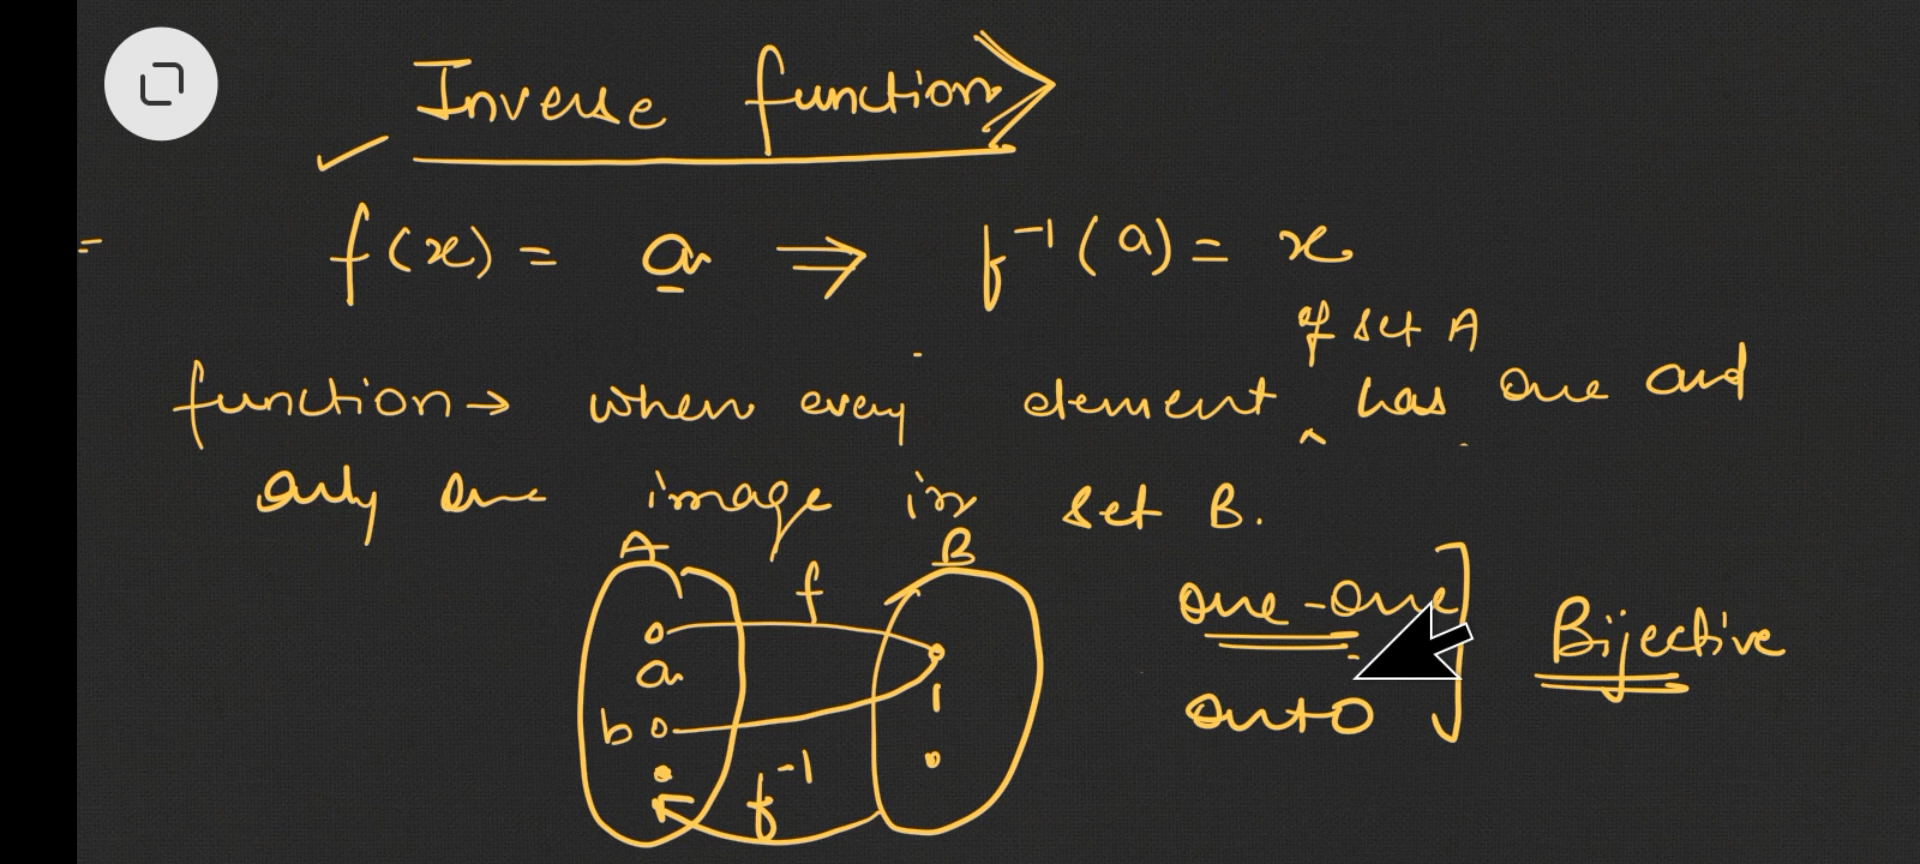 Inverse function
= f(x) = a ⇒ f⁻¹(a) = x
of set A
function → when every element ^ has one and
only one image in set B.
A B
f
one-one
a
b
1
onto
Bijective
f⁻¹